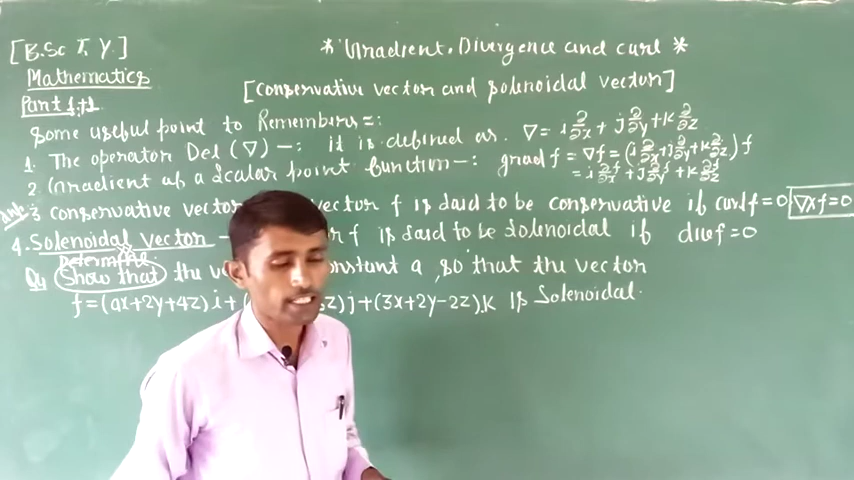 [B.Sc I, Y.]
* Gradient, Divergence and curl *
Mathematics
[conservative vector and solenoidal vector]
Part
Some useful point to Remembers =:
1. The operator Del (∇) —: it is defined as. ∇= i ∂/∂x + j ∂/∂y + k ∂/∂z
2. Gradient of a Scalar point function —: grad f = ∇f = (i ∂/∂x + j ∂/∂y + k ∂/∂z) f
= i ∂f/∂x + j ∂f/∂y + k ∂f/∂z
3 conservative vector vector f is said to be conservative if curl f = 0 ∇×f=0
4. Solenoidal vector — f is said to be solenoidal if div f = 0
Determine
Q Show that the constant a, so that the vector
f=(ax+2y+4z)i+( z)j+(3x+2y-2z).k is Solenoidal.